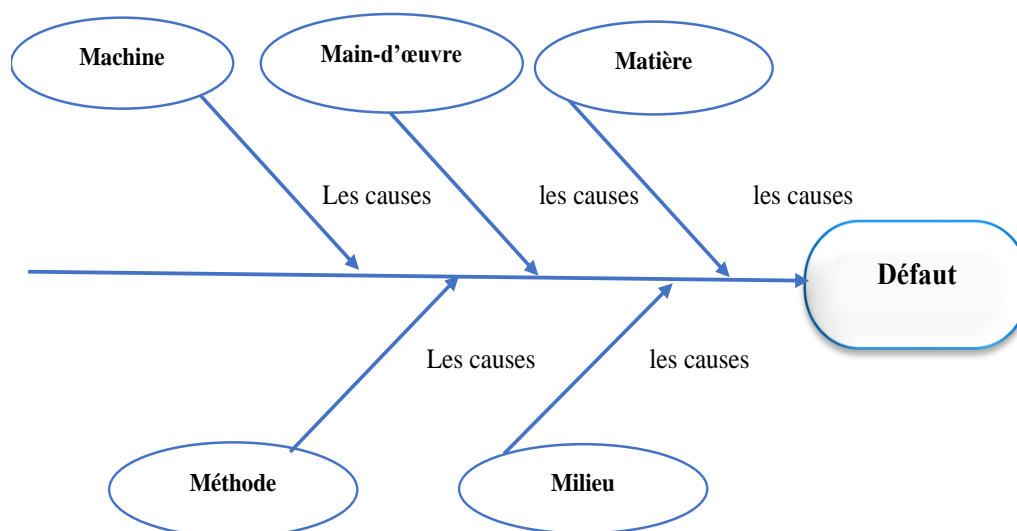 Machine
Main-d'œuvre
Matière
Les causes
les causes
les causes
Défaut
Les causes
les causes
Méthode
Milieu